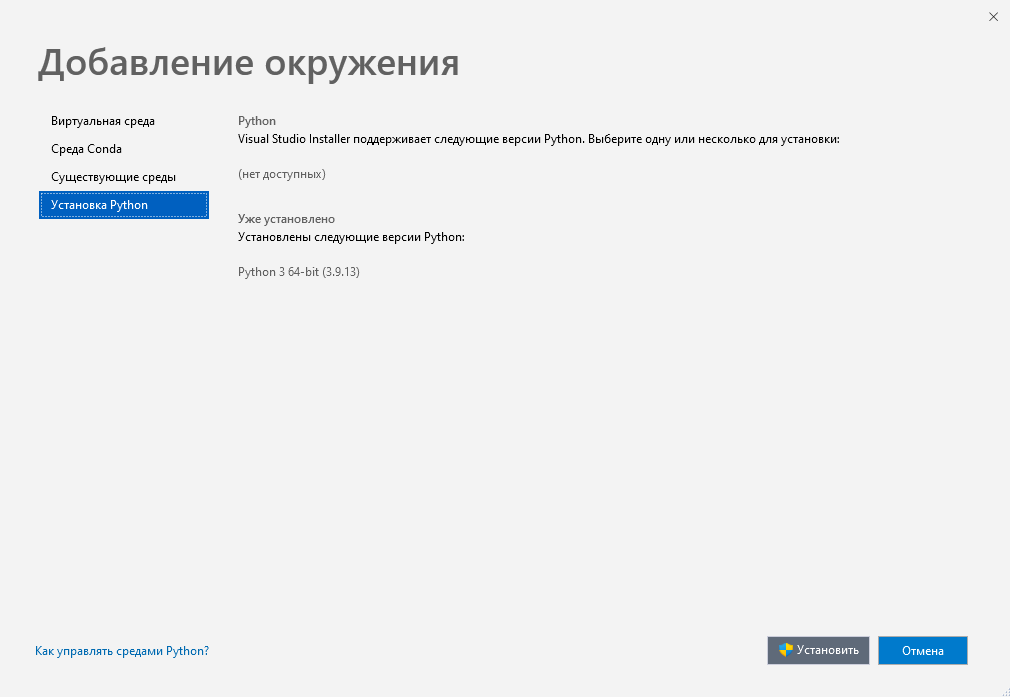 Добавление окружения
Виртуальная среда
Среда Conda
Существующие среды
Установка Python
Python
Visual Studio Installer поддерживает следующие версии Python. Выберите одну или несколько для установки:
(нет доступных)
Уже установлено
Установлены следующие версии Python:
Python 3 64-bit (3.9.13)
Как управлять средами Python?
Установить
Отмена